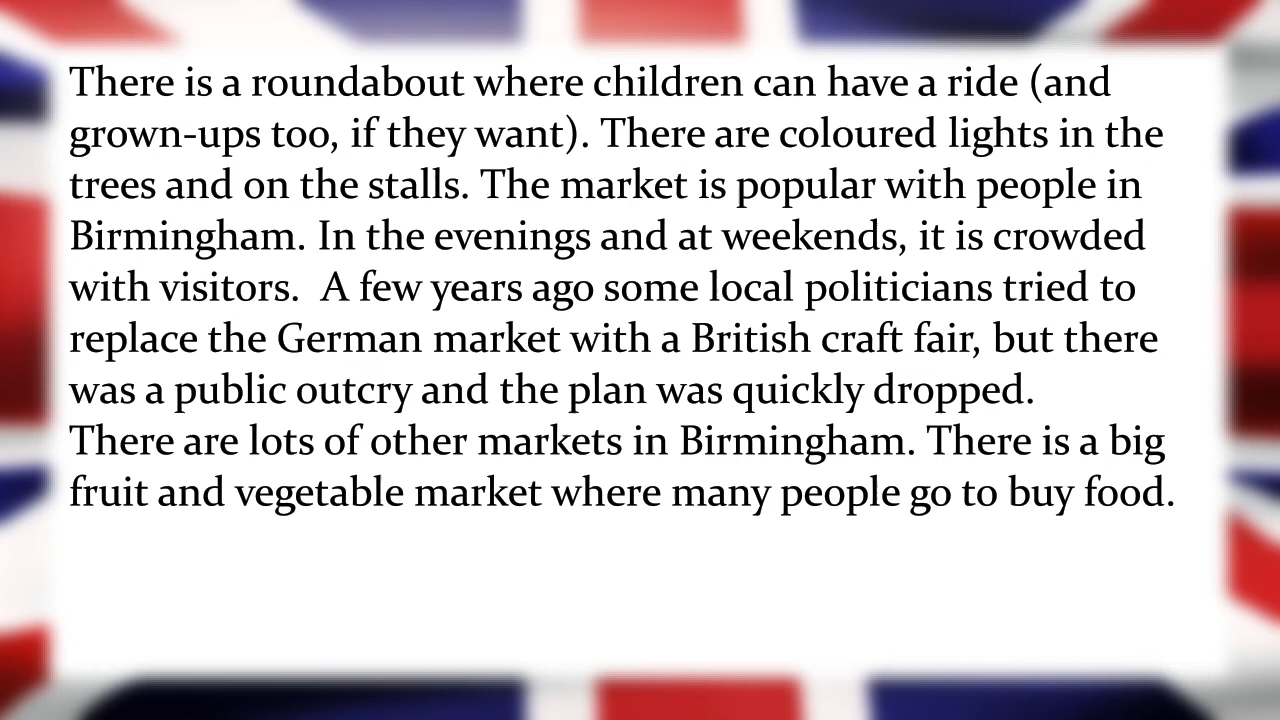 There is a roundabout where children can have a ride (and
grown-ups too, if they want). There are coloured lights in the
trees and on the stalls. The market is popular with people in
Birmingham. In the evenings and at weekends, it is crowded
with visitors.  A few years ago some local politicians tried to
replace the German market with a British craft fair, but there
was a public outcry and the plan was quickly dropped.
There are lots of other markets in Birmingham. There is a big
fruit and vegetable market where many people go to buy food.